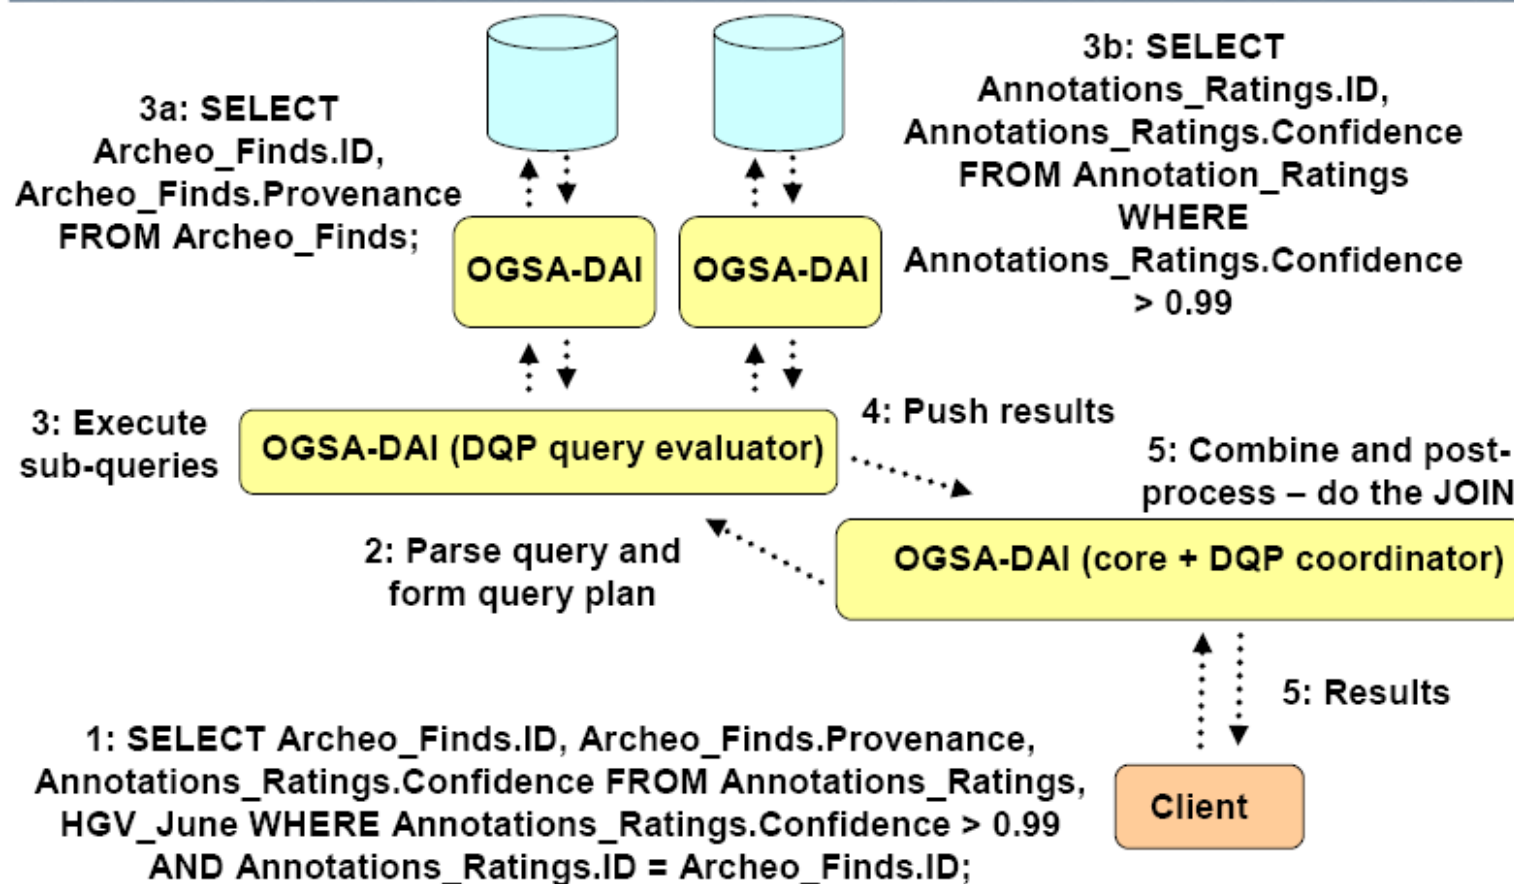 3a: SELECT
Archeo_Finds.ID,
Archeo_Finds.Provenance
FROM Archeo_Finds;
3b: SELECT
Annotations_Ratings.ID,
Annotations_Ratings.Confidence
FROM Annotation_Ratings
WHERE
Annotations_Ratings.Confidence
> 0.99
OGSA-DAI
OGSA-DAI
3: Execute
sub-queries
OGSA-DAI (DQP query evaluator)
4: Push results
5: Combine and post-
process – do the JOIN
2: Parse query and
form query plan
OGSA-DAI (core + DQP coordinator)
5: Results
1: SELECT Archeo_Finds.ID, Archeo_Finds.Provenance,
Annotations_Ratings.Confidence FROM Annotations_Ratings,
HGV_June WHERE Annotations_Ratings.Confidence > 0.99
AND Annotations_Ratings.ID = Archeo_Finds.ID;
Client